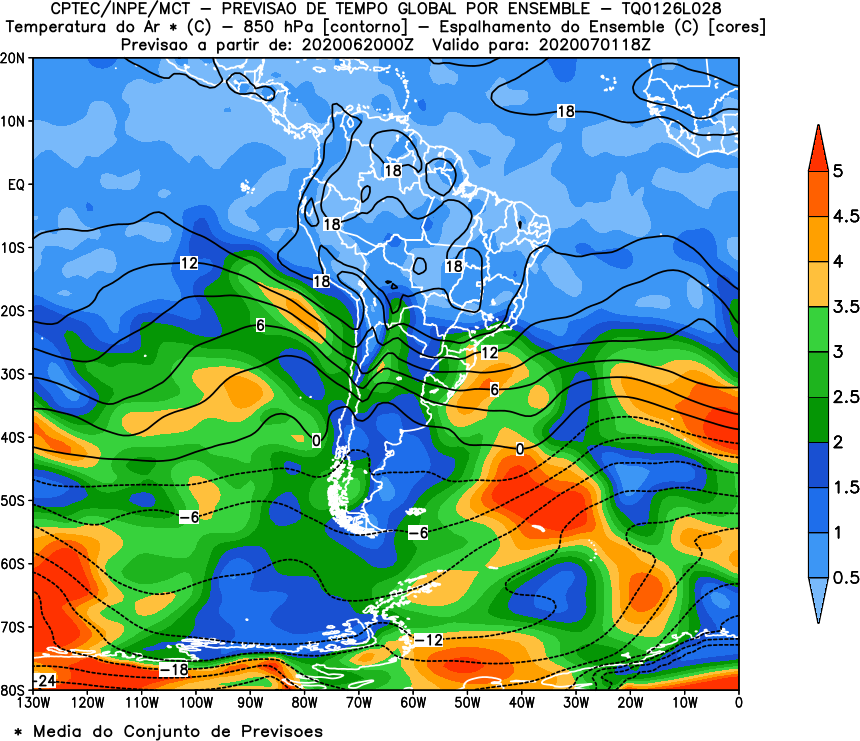 CPTEC/INPE/MCT – PREVISAO DE TEMPO GLOBAL POR ENSEMBLE – TQ0126L028
Temperatura do Ar * (C) – 850 hPa [contorno] – Espalhamento do Ensemble (C) [cores]
Previsao a partir de: 2020062000Z Valido para: 2020070118Z
20N
10N
EQ
10S
20S
30S
40S
50S
60S
70S
80S
18
18
18
18
18
12
12
6
6
0
0
–6
–6
–12
–18
–24
5
4.5
4
3.5
3
2.5
2
1.5
1
0.5
130W 120W 110W 100W 90W 80W 70W 60W 50W 40W 30W 20W 10W 0
* Media do Conjunto de Previsoes